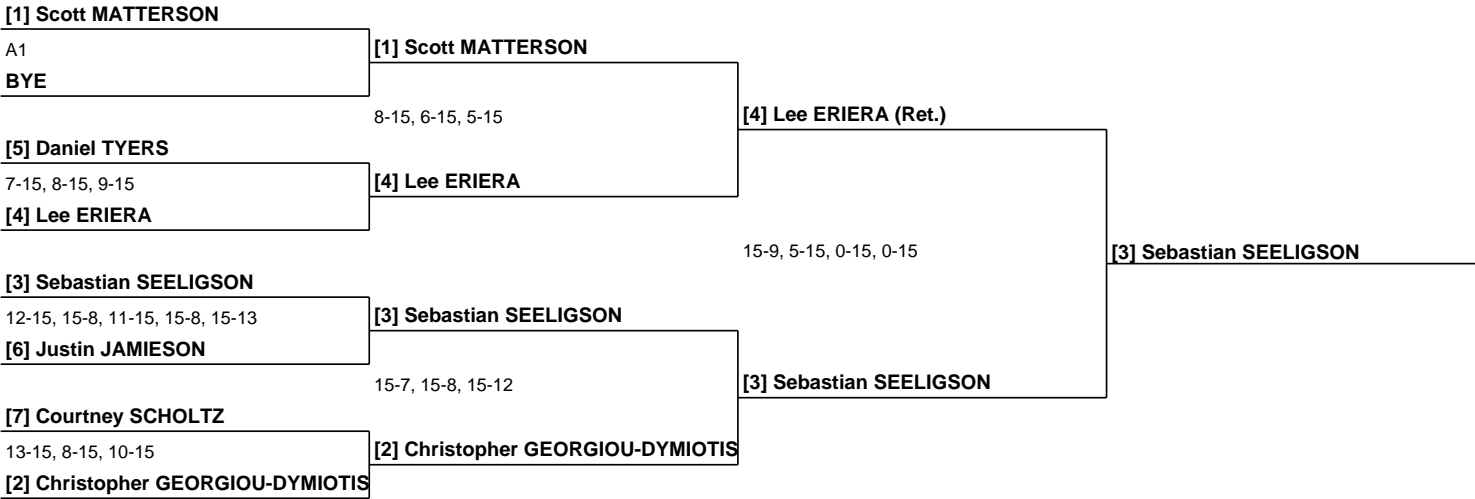 [1] Scott MATTERSON
A1
BYE
[5] Daniel TYERS
7-15, 8-15, 9-15
[4] Lee ERIERA
[3] Sebastian SEELIGSON
12-15, 15-8, 11-15, 15-8, 15-13
[6] Justin JAMIESON
[7] Courtney SCHOLTZ
13-15, 8-15, 10-15
[2] Christopher GEORGIOU-DYMIOTIS
[1] Scott MATTERSON
8-15, 6-15, 5-15
[4] Lee ERIERA
[3] Sebastian SEELIGSON
15-7, 15-8, 15-12
[2] Christopher GEORGIOU-DYMIOTIS
[4] Lee ERIERA (Ret.)
15-9, 5-15, 0-15, 0-15
[3] Sebastian SEELIGSON
[3] Sebastian SEELIGSON